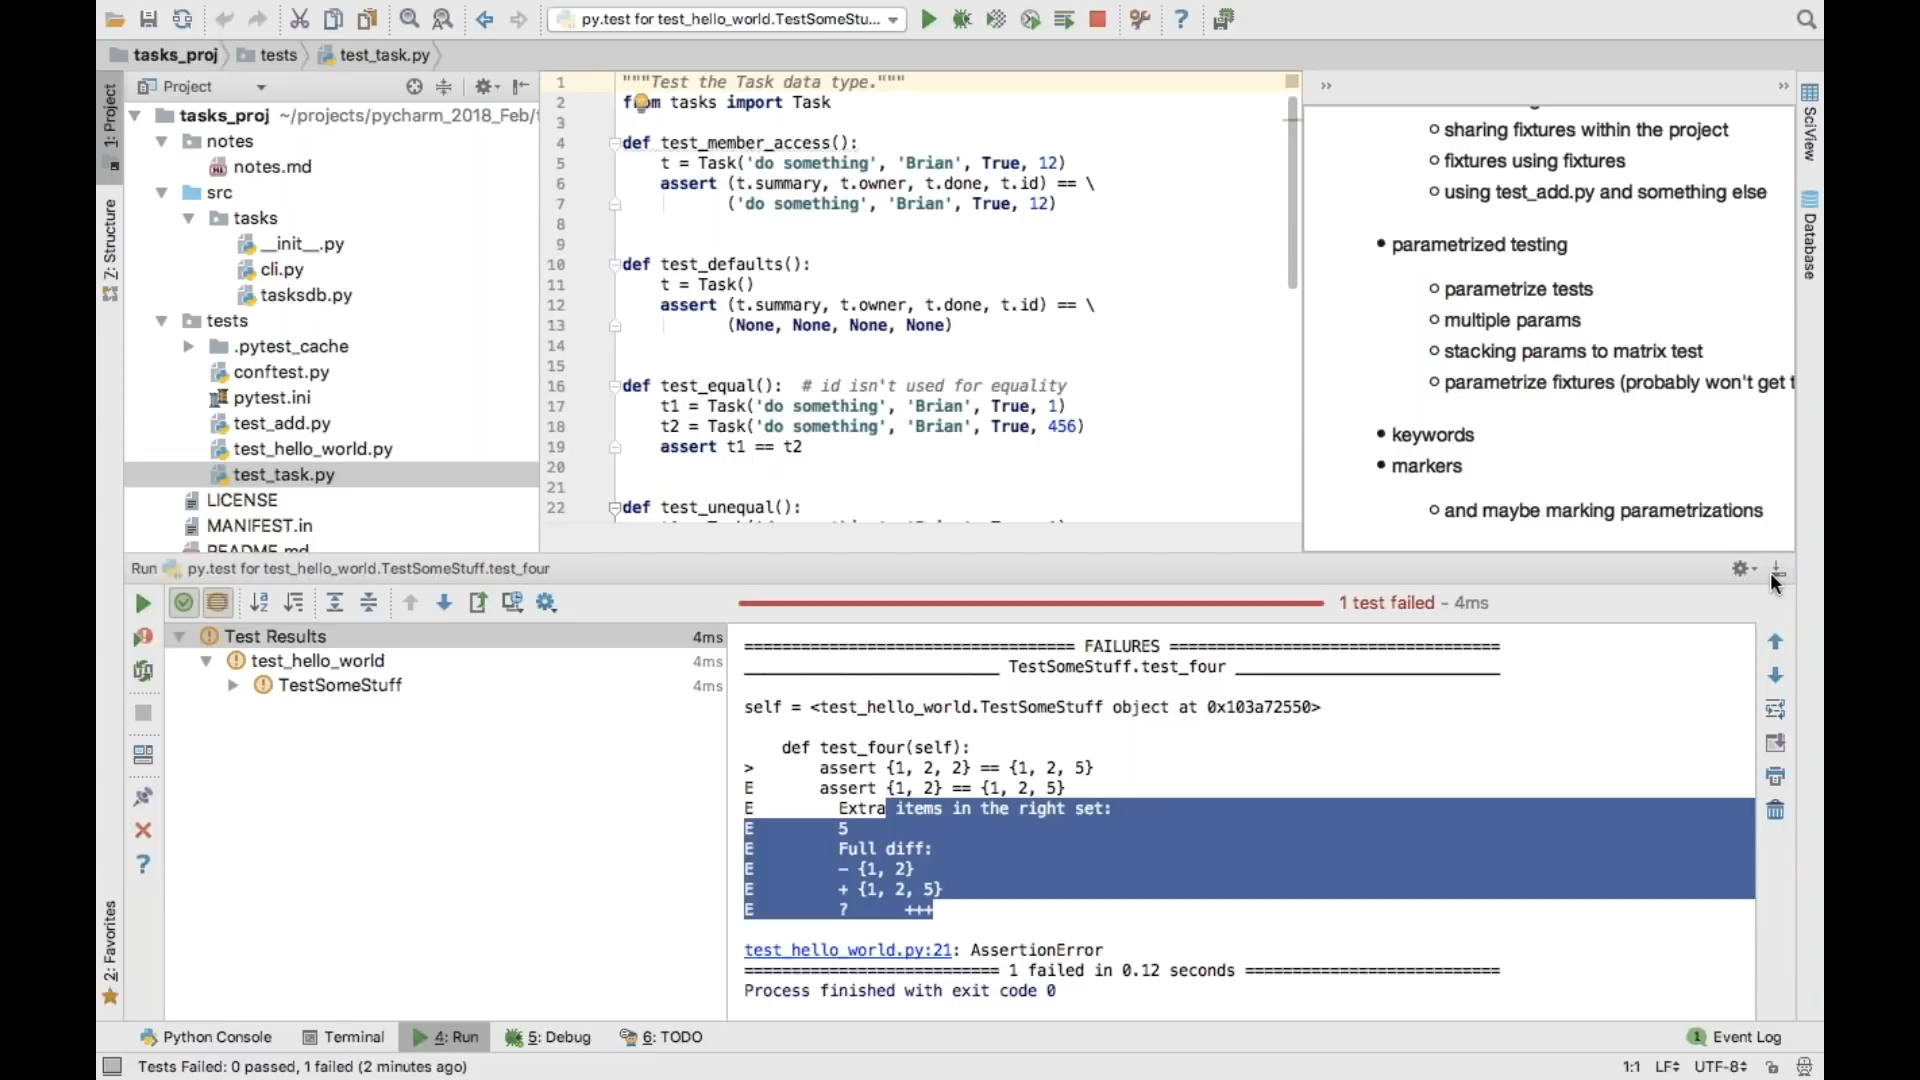 py.test for test_hello_world.TestSomeStu...
tasks_proj
tests
test_task.py
1: Project
7: Structure
2: Favorites
Project
tasks_proj ~/projects/pycharm_2018_Feb/
notes
notes.md
src
tasks
__init__.py
cli.py
tasksdb.py
tests
.pytest_cache
conftest.py
pytest.ini
test_add.py
test_hello_world.py
test_task.py
LICENSE
MANIFEST.in
README.md
1 """Test the Task data type."""
2 from tasks import Task
3
4 def test_member_access():
5 t = Task('do something', 'Brian', True, 12)
6 assert (t.summary, t.owner, t.done, t.id) == \
7 ('do something', 'Brian', True, 12)
8
9
10 def test_defaults():
11 t = Task()
12 assert (t.summary, t.owner, t.done, t.id) == \
13 (None, None, None, None)
14
15
16 def test_equal():  # id isn't used for equality
17 t1 = Task('do something', 'Brian', True, 1)
18 t2 = Task('do something', 'Brian', True, 456)
19 assert t1 == t2
20
21
22 def test_unequal():
sharing fixtures within the project
fixtures using fixtures
using test_add.py and something else
parametrized testing
parametrize tests
multiple params
stacking params to matrix test
parametrize fixtures (probably won't get t
keywords
markers
and maybe marking parametrizations
SciView
Database
Run py.test for test_hello_world.TestSomeStuff.test_four
1 test failed - 4ms
Test Results 4ms
test_hello_world 4ms
TestSomeStuff 4ms
=================================== FAILURES ===================================
___________________________ TestSomeStuff.test_four ____________________________
self = <test_hello_world.TestSomeStuff object at 0x103a72550>
def test_four(self):
> assert {1, 2, 2} == {1, 2, 5}
E assert {1, 2} == {1, 2, 5}
E Extra items in the right set:
E 5
E Full diff:
E - {1, 2}
E + {1, 2, 5}
E ?      +++
test_hello_world.py:21: AssertionError
=========================== 1 failed in 0.12 seconds ===========================
Process finished with exit code 0
Python Console
Terminal
4: Run
5: Debug
6: TODO
1 Event Log
Tests Failed: 0 passed, 1 failed (2 minutes ago)
1:1 LF UTF-8